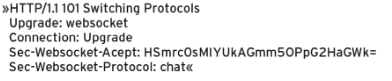 »HTTP/1.1 101 Switching Protocols
Upgrade: websocket
Connection: Upgrade
Sec-Websocket-Acept: HSmrc0sMlYUkAGmm5OPpG2HaGWk=
Sec-Websocket-Protocol: chat«